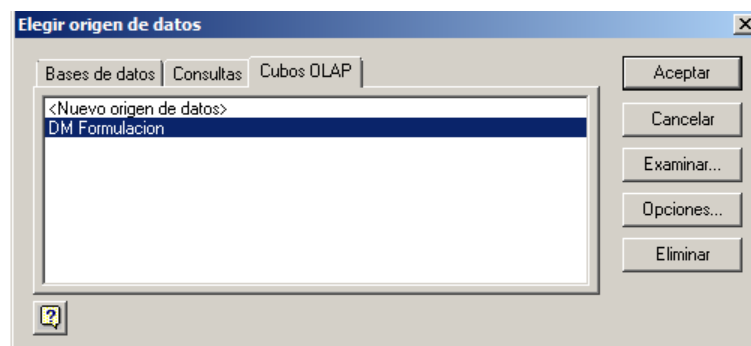 Elegir origen de datos
Bases de datos Consultas Cubos OLAP
<Nuevo origen de datos>
DM Formulacion
Aceptar
Cancelar
Examinar...
Opciones...
Eliminar